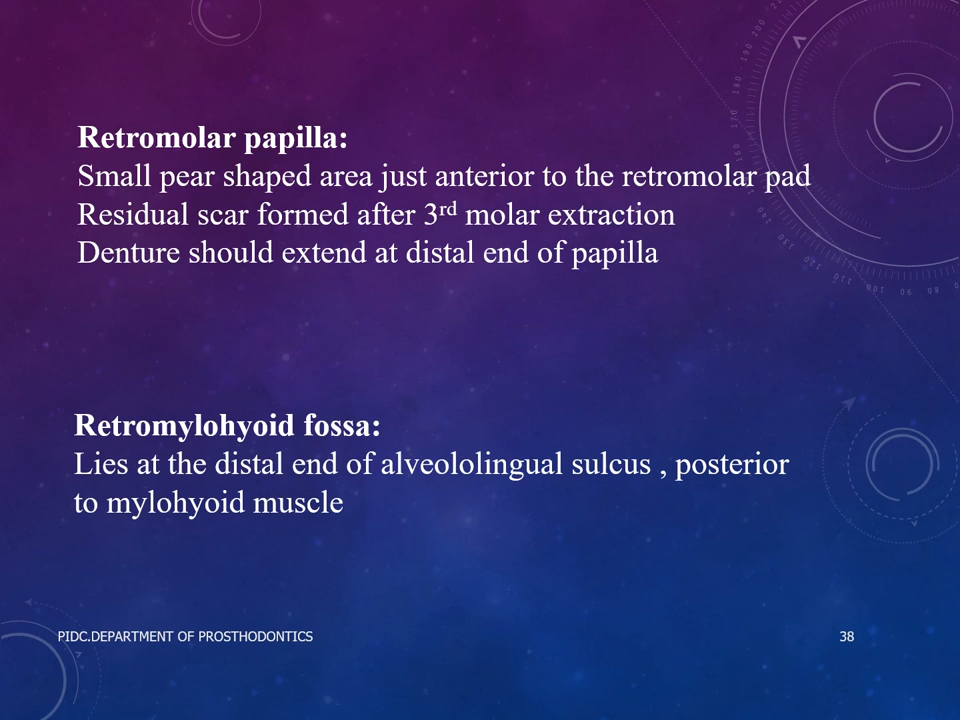 Retromolar papilla:
Small pear shaped area just anterior to the retromolar pad
Residual scar formed after 3rd molar extraction
Denture should extend at distal end of papilla
Retromylohyoid fossa:
Lies at the distal end of alveololingual sulcus , posterior
to mylohyoid muscle
PIDC.DEPARTMENT OF PROSTHODONTICS
38